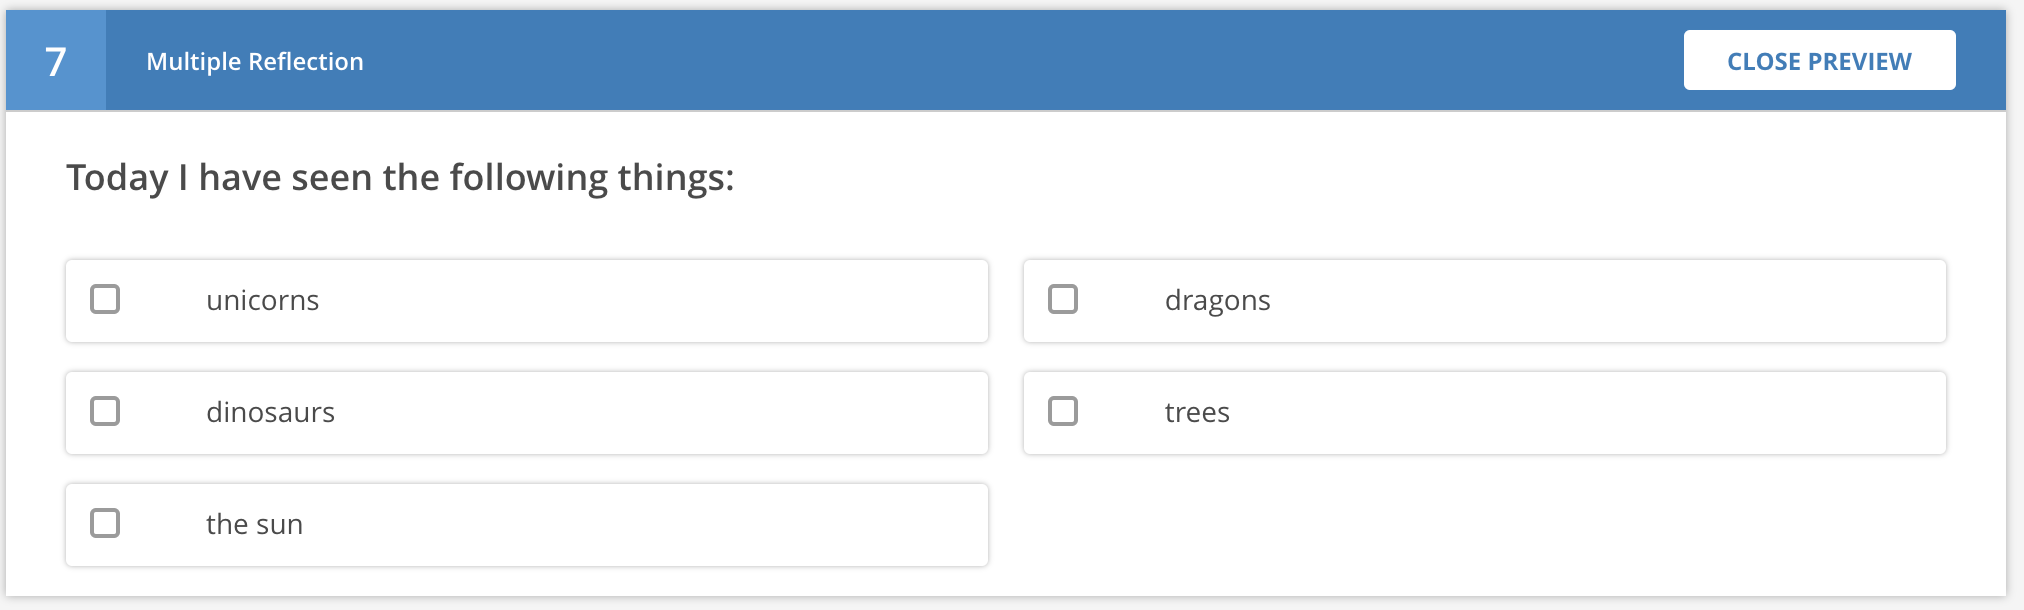 7
Multiple Reflection
CLOSE PREVIEW
Today I have seen the following things:
unicorns
dragons
dinosaurs
trees
the sun